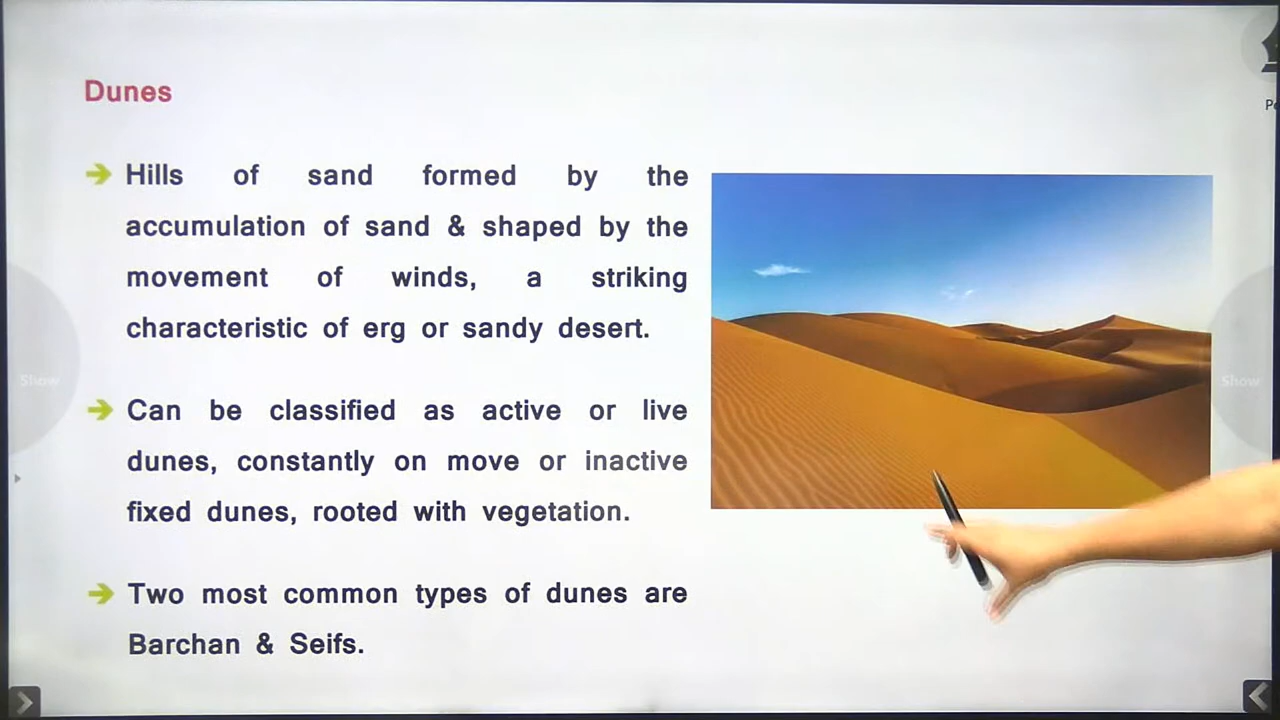 Dunes
Hills of sand formed by the
accumulation of sand & shaped by the
movement of winds, a striking
characteristic of erg or sandy desert.
Can be classified as active or live
dunes, constantly on move or inactive
fixed dunes, rooted with vegetation.
Two most common types of dunes are
Barchan & Seifs.
Show
Show